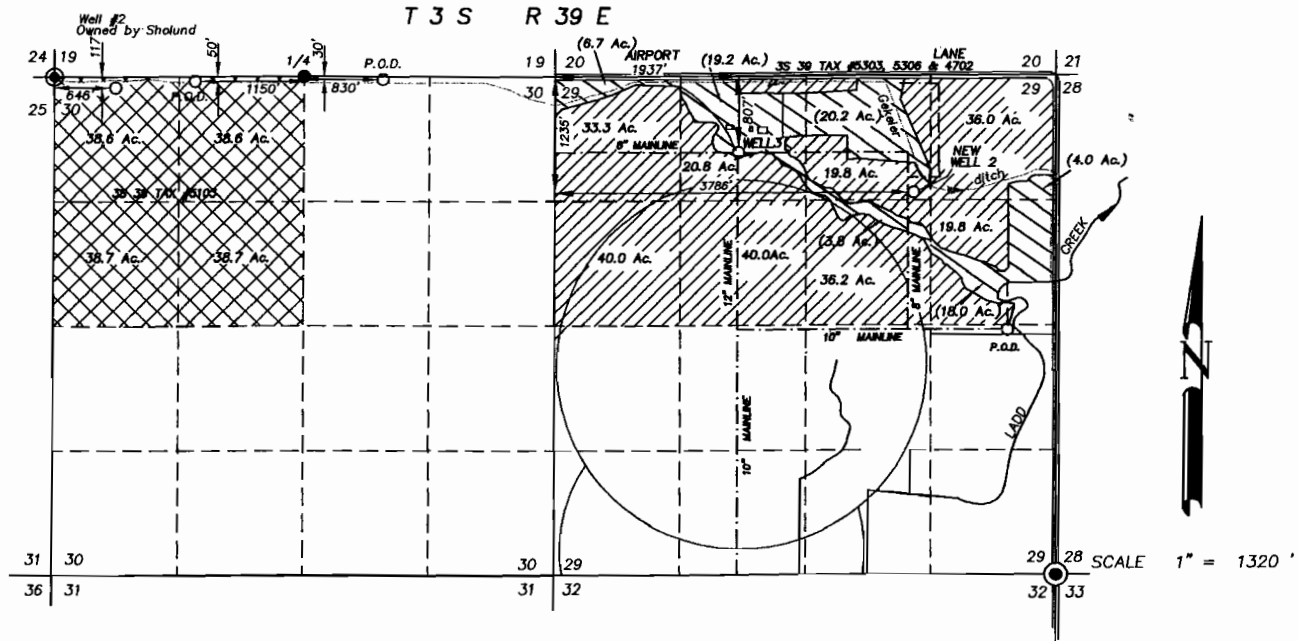 T 3 S R 39 E
Well #2
Owned by Sholund
117'
50'
30'
24 19
1/4
P.O.D.
19 20
(6.7 Ac.)
AIRPORT
1937'
(19.2 Ac.)
LANE
3S 39 TAX #5303, 5306 & 4702
20 21
25 30
646'
P.O.D.
1150'
830'
30 29
29 28
38.6 Ac.
38.6 Ac.
1235'
33.3 Ac.
6" MAINLINE
807'
WELL 3
(20.2 Ac.)
Gekeler
36.0 Ac.
NEW
WELL 2
(4.0 Ac.)
20.8 Ac.
19.8 Ac.
ditch
3S 39 TAX #5103
3786'
38.7 Ac.
38.7 Ac.
40.0 Ac.
12" MAINLINE
40.0Ac.
(3.8 Ac.)
36.2 Ac.
8" MAINLINE
19.8 Ac.
CREEK
(18.0 Ac.)
10" MAINLINE
P.O.D.
LADD
10" MAINLINE
N
31 30
30 29
29 28
SCALE 1" = 1320 '
36 31
31 32
32 33